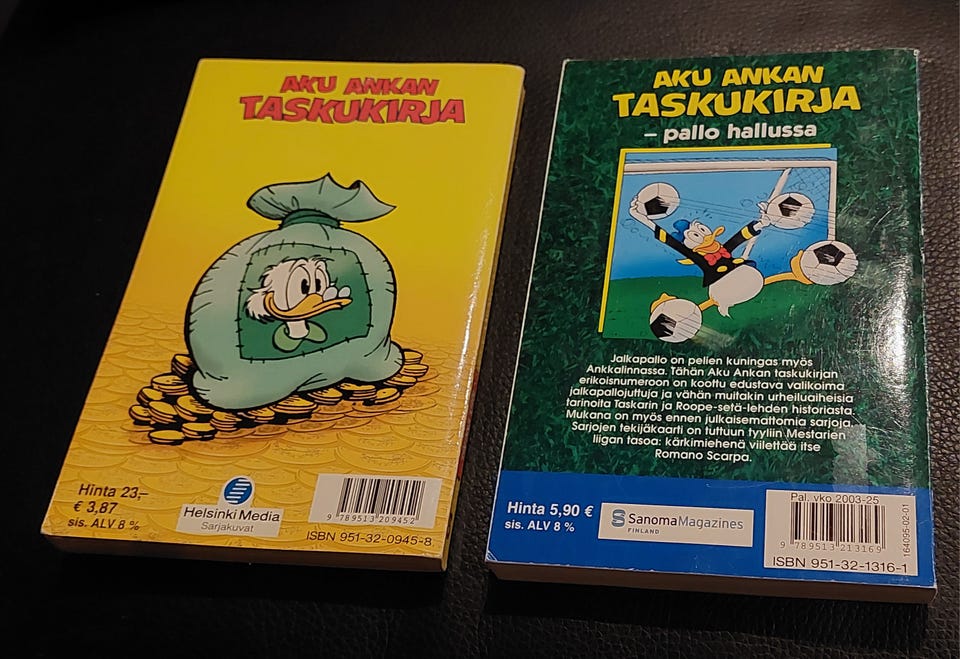 AKU ANKAN
TASKUKIRJA
Hinta 23,–
€ 3,87
sis. ALV 8 %
Helsinki Media
Sarjakuvat
9 789513 209452
ISBN 951-32-0945-8
AKU ANKAN
TASKUKIRJA
– pallo hallussa
Jalkapallo on pelien kuningas myös
Ankkalinnassa. Tähän Aku Ankan taskukirjan
erikoisnumeroon on koottu edustava valikoima
jalkapallojuttuja ja vähän muitakin urheiluaiheisia
tarinoita Taskarin ja Roope-setä-lehden historiasta.
Mukana on myös ennen julkaisemattomia sarjoja.
Sarjojen tekijäkaarti on tuttuun tyyliin Mestarien
liigan tasoa: kärkimiehenä viilettää itse
Romano Scarpa.
Hinta 5,90 €
sis. ALV 8 %
S SanomaMagazines
FINLAND
Pal. vko 2003-25
9 789513 213169
ISBN 951-32-1316-1
164095-02-01